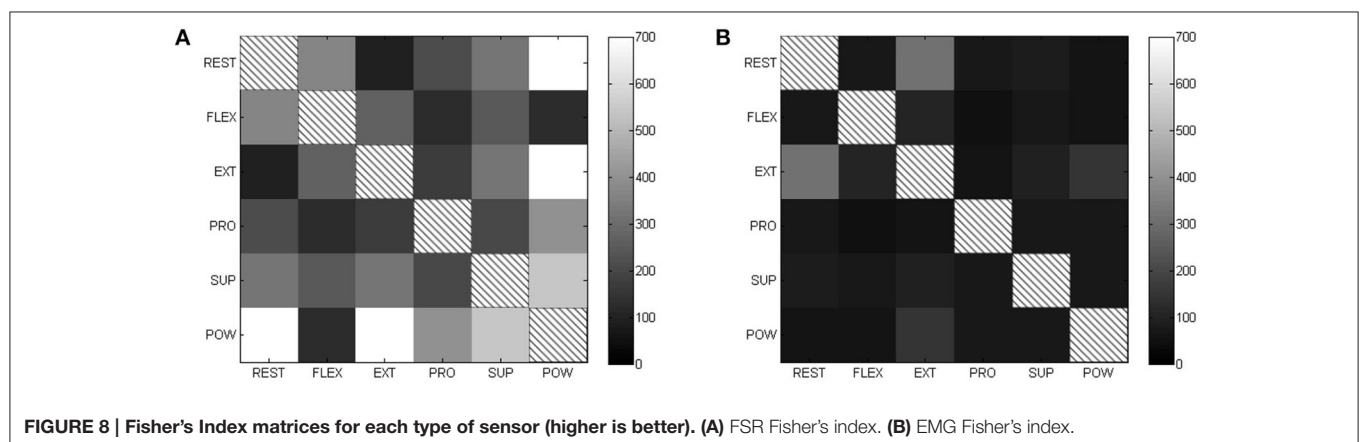 A
REST
FLEX
EXT
PRO
SUP
POW
REST FLEX EXT PRO SUP POW
700
600
500
400
300
200
100
0
B
REST
FLEX
EXT
PRO
SUP
POW
REST FLEX EXT PRO SUP POW
700
600
500
400
300
200
100
0
FIGURE 8 | Fisher's Index matrices for each type of sensor (higher is better). (A) FSR Fisher's index. (B) EMG Fisher's index.